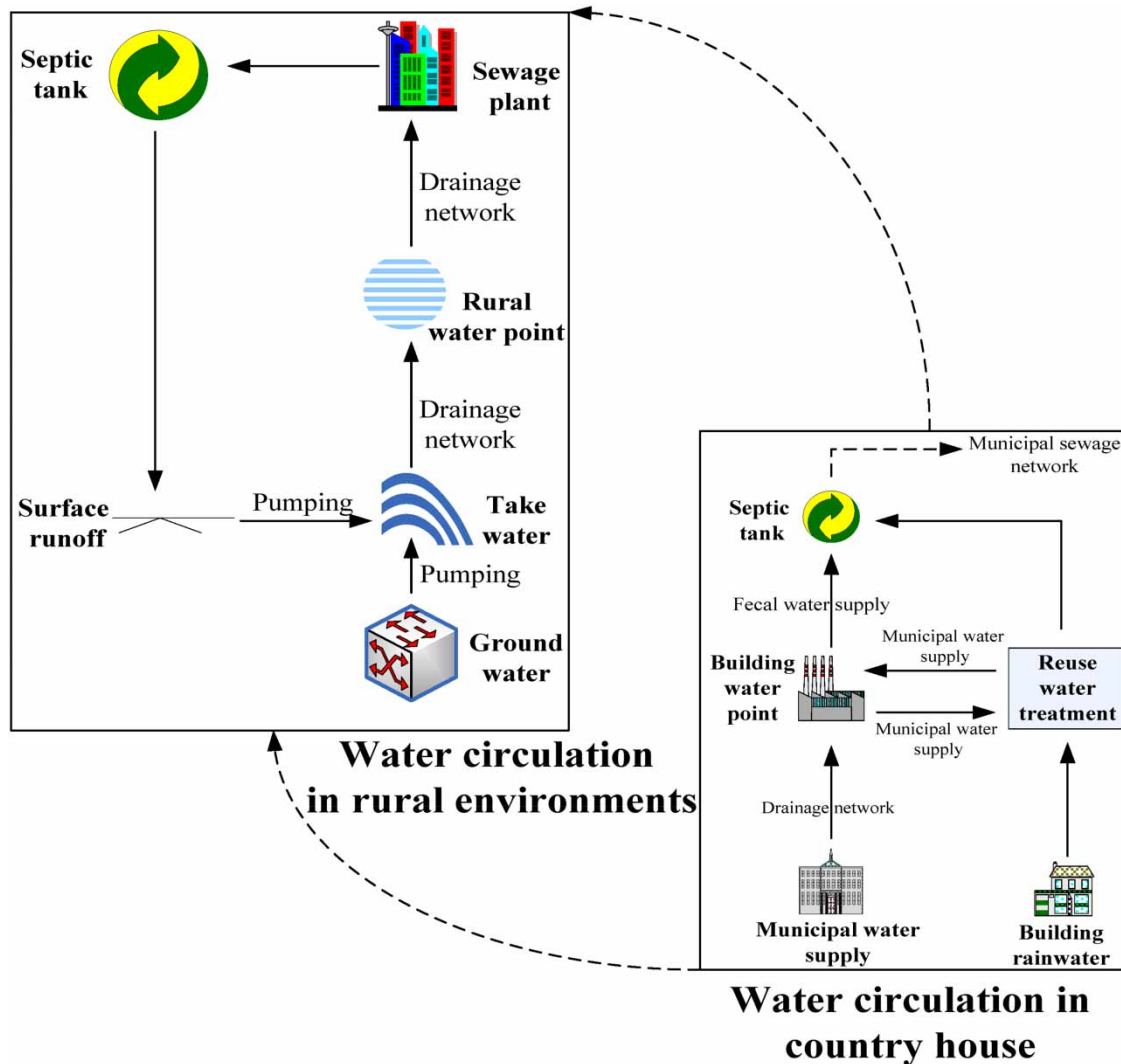 Septic
tank
Sewage
plant
Drainage
network
Rural
water point
Drainage
network
Surface
runoff
Pumping
Take
water
Pumping
Ground
water
Water circulation
in rural environments
Municipal sewage
network
Septic
tank
Fecal water supply
Municipal water
supply
Building
water
point
Reuse
water
treatment
Municipal water
supply
Drainage network
Municipal water
supply
Building
rainwater
Water circulation in
country house